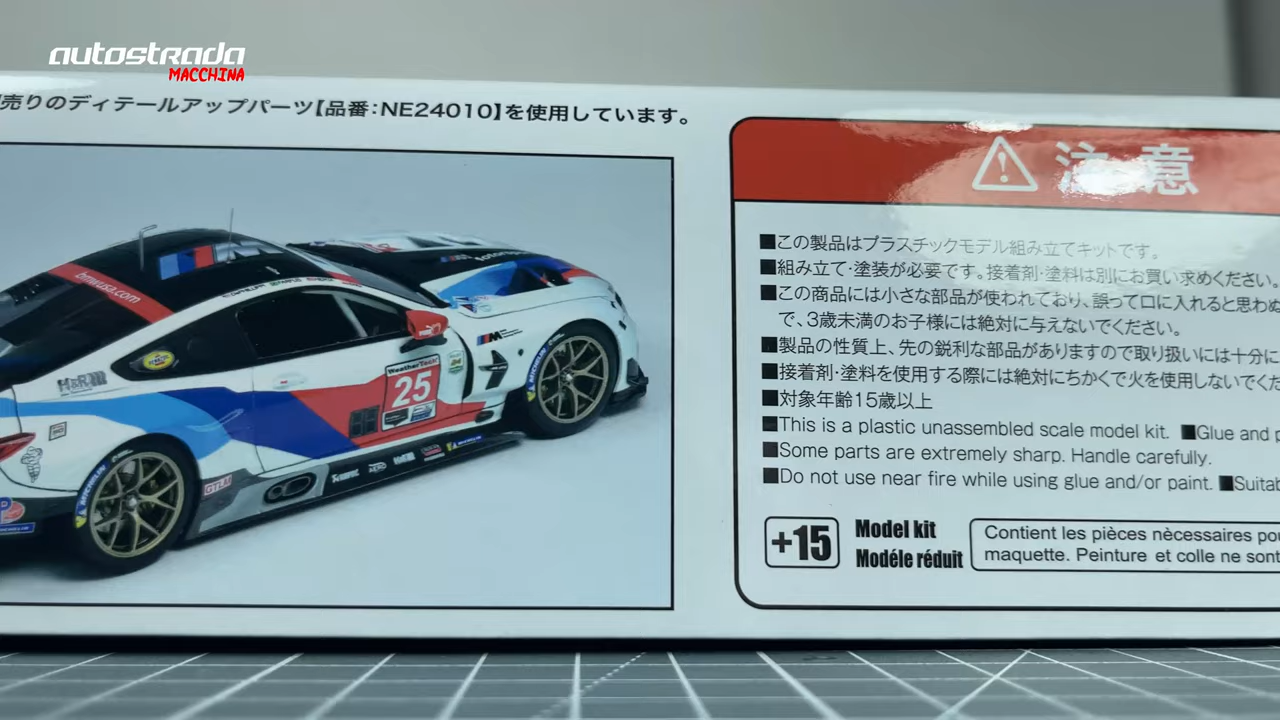 autostrada
MACCHINA
売りのディテールアップパーツ【品番:NE24010】を使用しています。
注意
■この製品はプラスチックモデル組み立てキットです。
■組み立て・塗装が必要です。接着剤・塗料は別にお買い求めください。
■この商品には小さな部品が使われており、誤って口に入れると思わぬ
で、3歳未満のお子様には絶対に与えないでください。
■製品の性質上、先の鋭利な部品がありますので取り扱いには十分に
■接着剤・塗料を使用する際には絶対にちかくで火を使用しないでくだ
■対象年齢15歳以上
■This is a plastic unassembled scale model kit. ■Glue and
■Some parts are extremely sharp. Handle carefully.
■Do not use near fire while using glue and/or paint. ■Suitab
+15
Model kit
Modéle réduit
Contient les pièces nècessaires pou
maquette. Peinture et colle ne sont
bmwusa.com
WeatherTech
25
M
H&R
MICHELIN
GTLM
MICHELIN